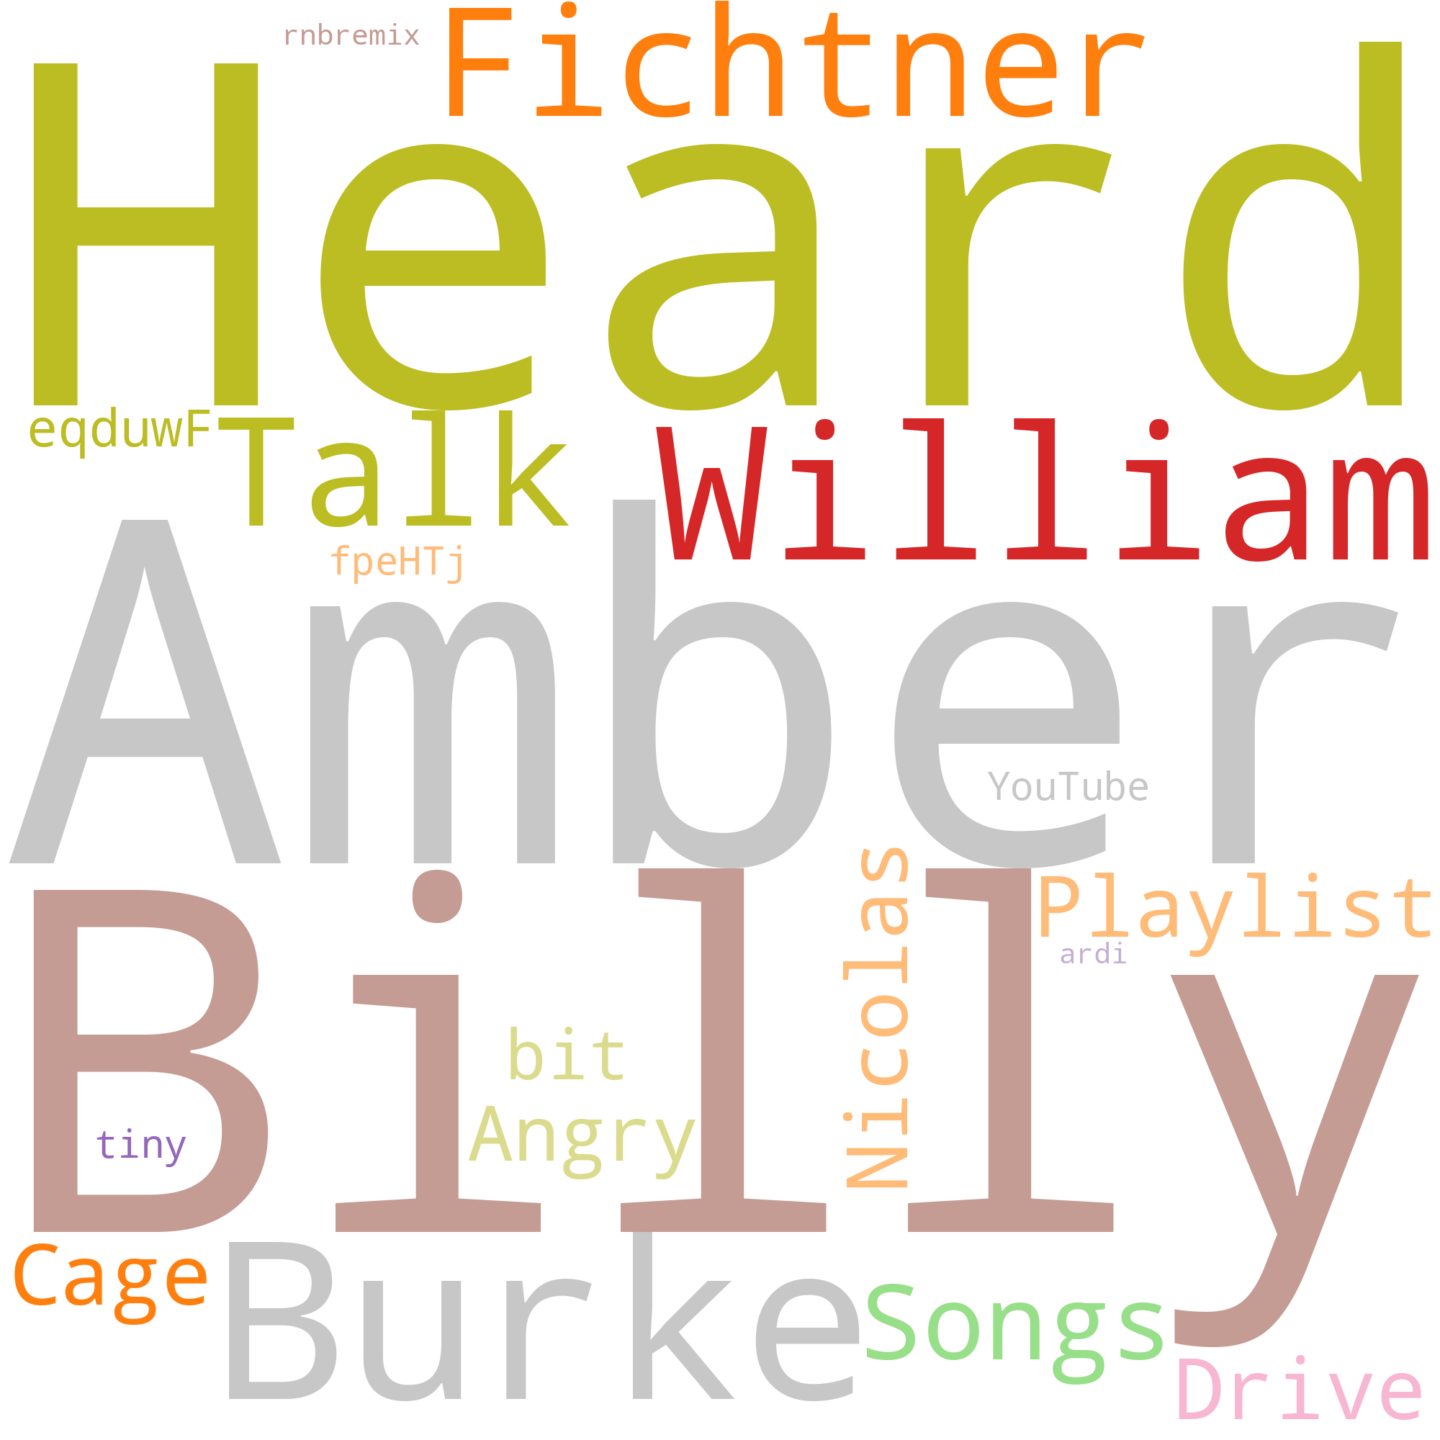 rnbremix
Fichtner
Heard
eqduwF
Talk
William
fpeHTj
Amber
YouTube
Billy
Nicolas
Playlist
ardi
bit
Angry
tiny
Cage
Burke
Songs
Drive